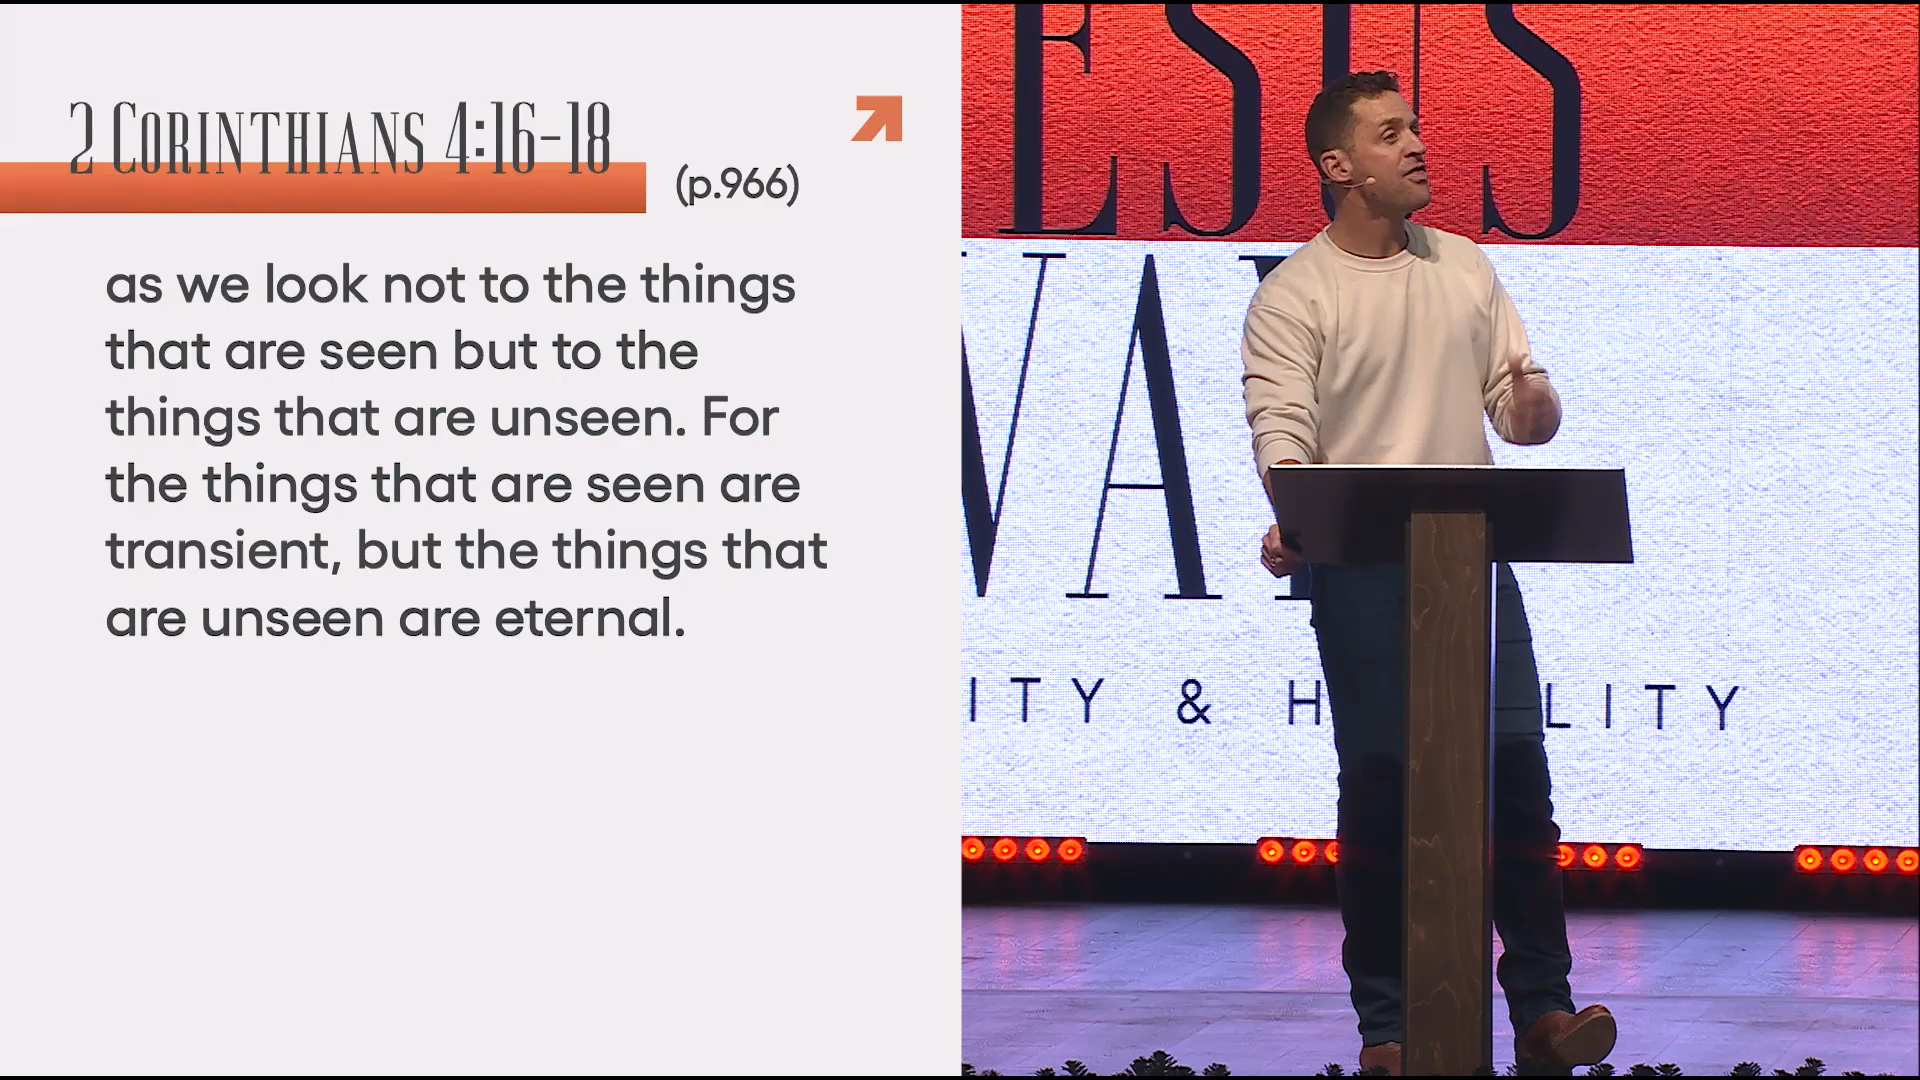 2 CORINTHIANS 4:16-18
(p.966)
as we look not to the things
that are seen but to the
things that are unseen. For
the things that are seen are
transient, but the things that
are unseen are eternal.
ESUS
WA
ITY & H LITY